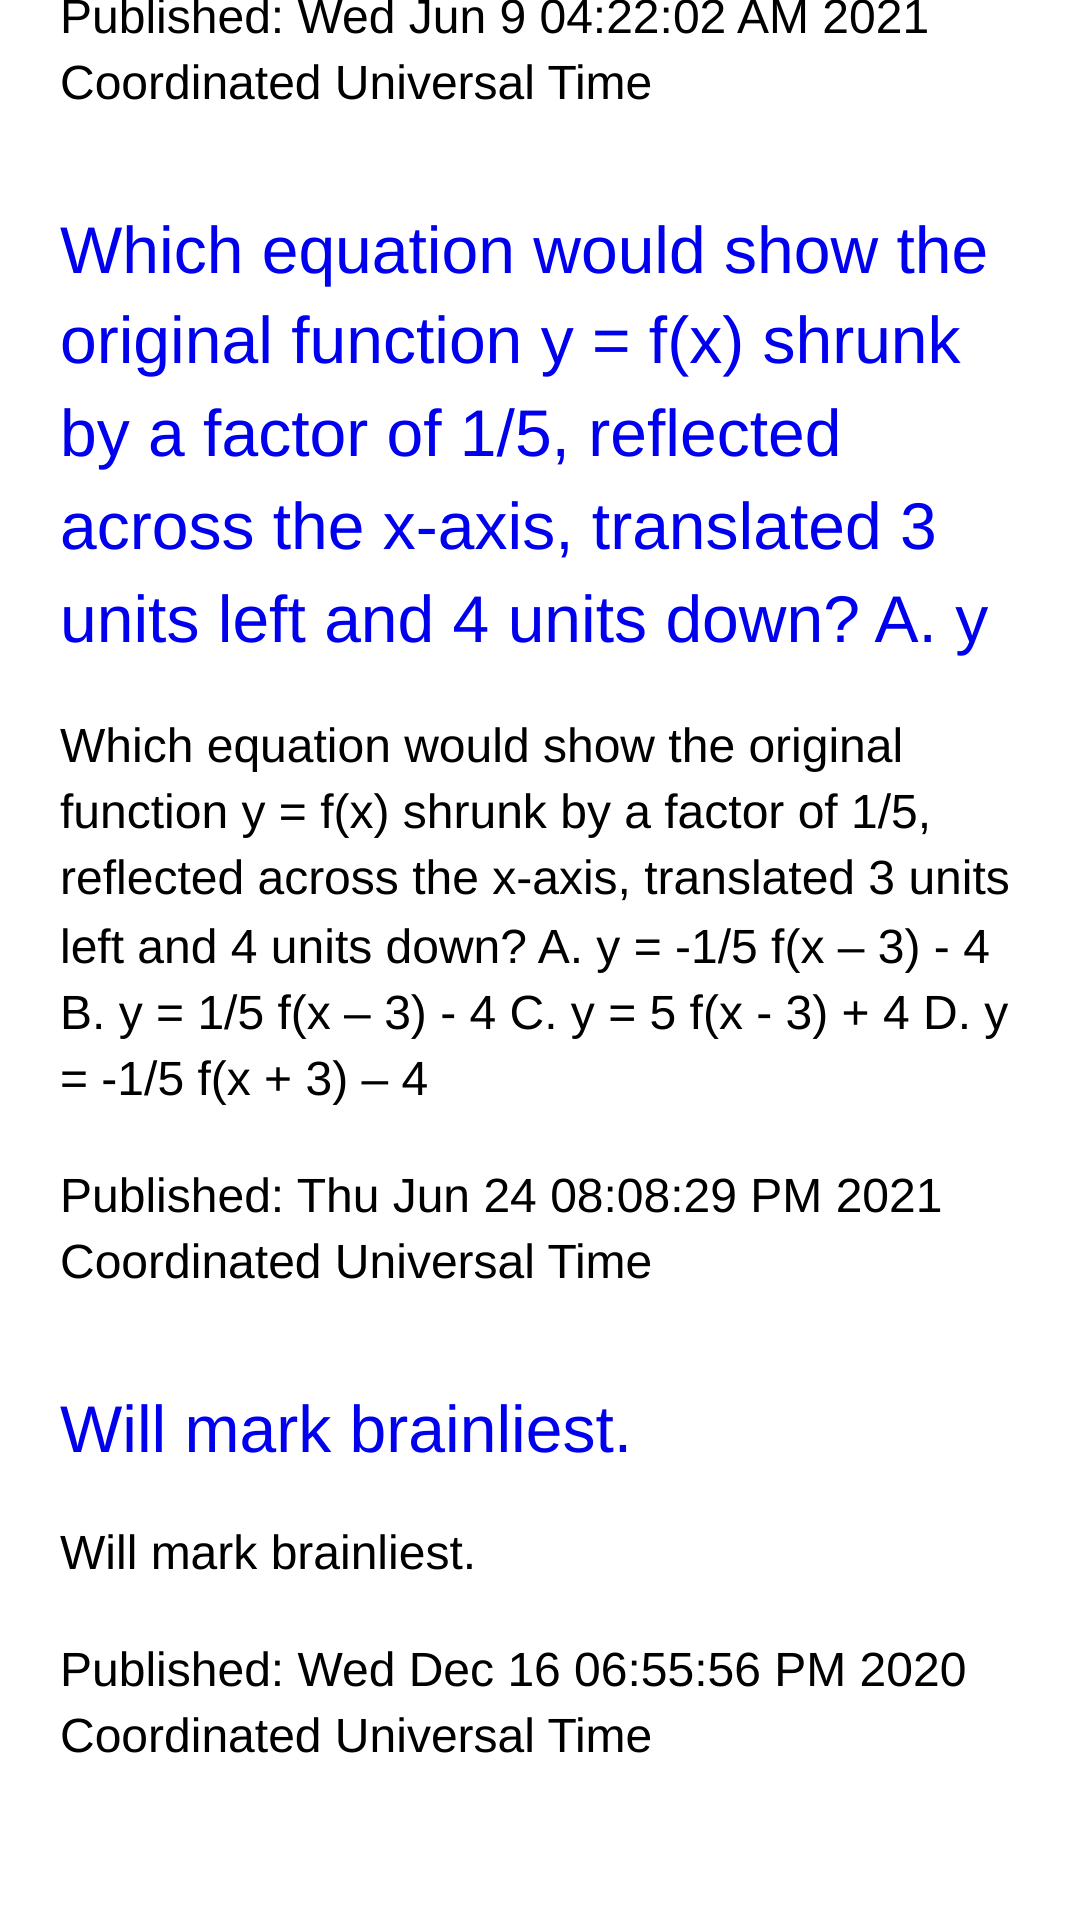 Published: Wed Jun 9 04:22:02 AM 2021
Coordinated Universal Time
Which equation would show the
original function y = f(x) shrunk
by a factor of 1/5, reflected
across the x-axis, translated 3
units left and 4 units down? A. y
Which equation would show the original
function y = f(x) shrunk by a factor of 1/5,
reflected across the x-axis, translated 3 units
left and 4 units down? A. y = -1/5 f(x – 3) - 4
B. y = 1/5 f(x – 3) - 4 C. y = 5 f(x - 3) + 4 D. y
= -1/5 f(x + 3) – 4
Published: Thu Jun 24 08:08:29 PM 2021
Coordinated Universal Time
Will mark brainliest.
Will mark brainliest.
Published: Wed Dec 16 06:55:56 PM 2020
Coordinated Universal Time